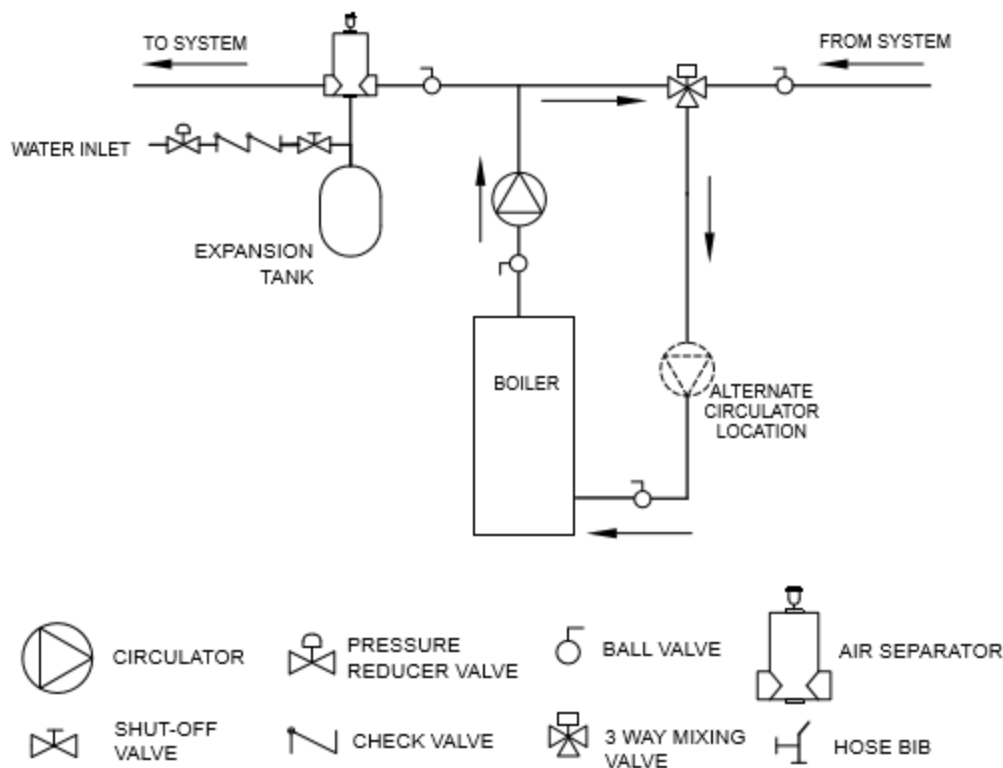 TO SYSTEM
FROM SYSTEM
WATER INLET
EXPANSION
TANK
BOILER
ALTERNATE
CIRCULATOR
LOCATION
CIRCULATOR
PRESSURE
REDUCER VALVE
BALL VALVE
AIR SEPARATOR
SHUT-OFF
VALVE
CHECK VALVE
3 WAY MIXING
VALVE
HOSE BIB